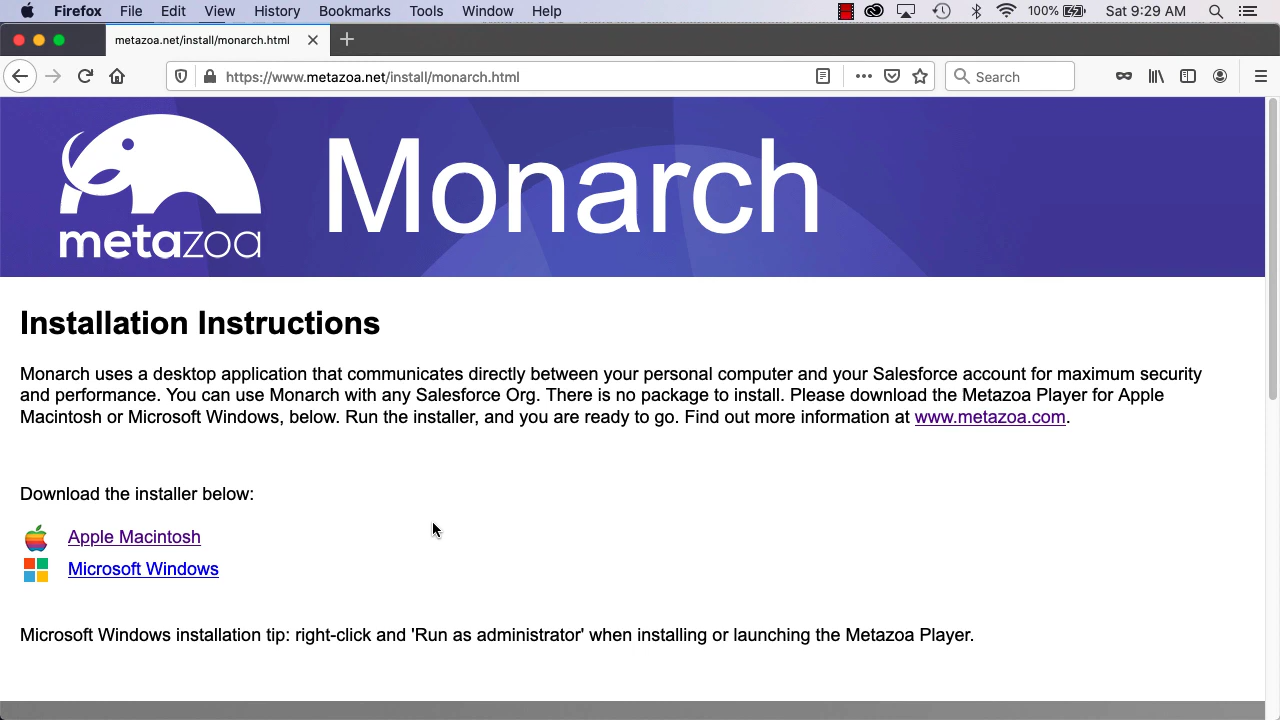 Firefox File Edit View History Bookmarks Tools Window Help 100% Sat 9:29 AM
metazoa.net/install/monarch.html
https://www.metazoa.net/install/monarch.html Search
metazoa Monarch
Installation Instructions
Monarch uses a desktop application that communicates directly between your personal computer and your Salesforce account for maximum security
and performance. You can use Monarch with any Salesforce Org. There is no package to install. Please download the Metazoa Player for Apple
Macintosh or Microsoft Windows, below. Run the installer, and you are ready to go. Find out more information at www.metazoa.com.
Download the installer below:
Apple Macintosh
Microsoft Windows
Microsoft Windows installation tip: right-click and 'Run as administrator' when installing or launching the Metazoa Player.